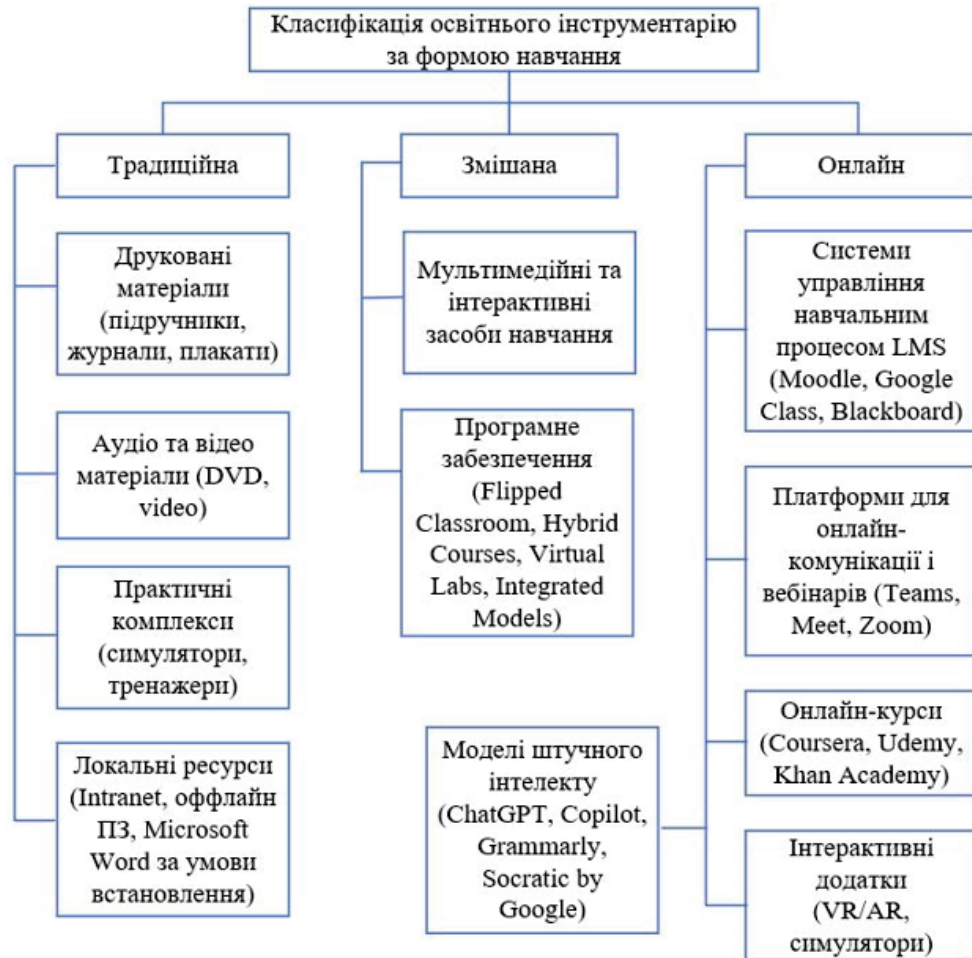 Класифікація освітнього інструментарію
за формою навчання
Традиційна
Друковані
матеріали
(підручники,
журнали, плакати)
Аудіо та відео
матеріали (DVD,
video)
Практичні
комплекси
(симулятори,
тренажери)
Локальні ресурси
(Intranet, оффлайн
ПЗ, Microsoft
Word за умови
встановлення)
Змішана
Мультимедійні та
інтерактивні
засоби навчання
Програмне
забезпечення
(Flipped
Classroom, Hybrid
Courses, Virtual
Labs, Integrated
Models)
Онлайн
Системи
управління
навчальним
процесом LMS
(Moodle, Google
Class, Blackboard)
Платформи для
онлайн-
комунікації і
вебінарів (Teams,
Meet, Zoom)
Онлайн-курси
(Coursera, Udemy,
Khan Academy)
Моделі штучного
інтелекту
(ChatGPT, Copilot,
Grammarly,
Socratic by
Google)
Інтерактивні
додатки
(VR/AR,
симулятори)